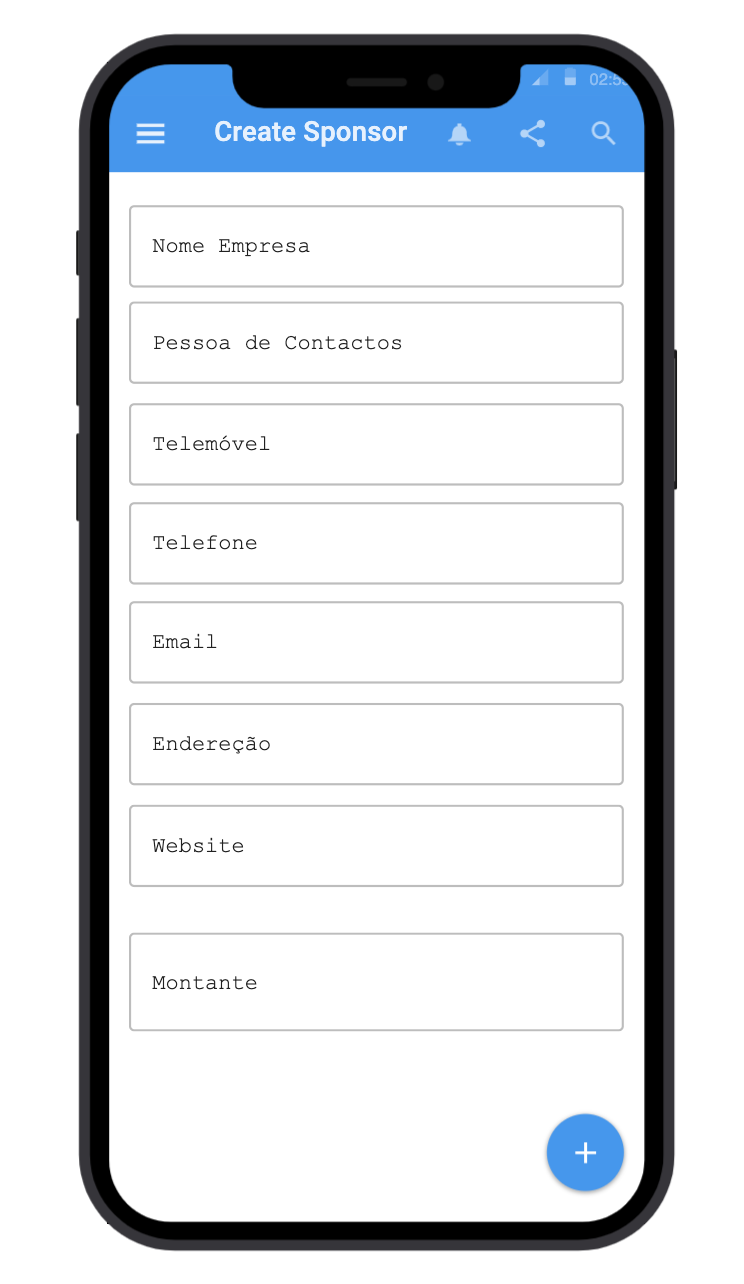 Create Sponsor
Nome Empresa
Pessoa de Contactos
Telemóvel
Telefone
Email
Endereção
Website
Montante